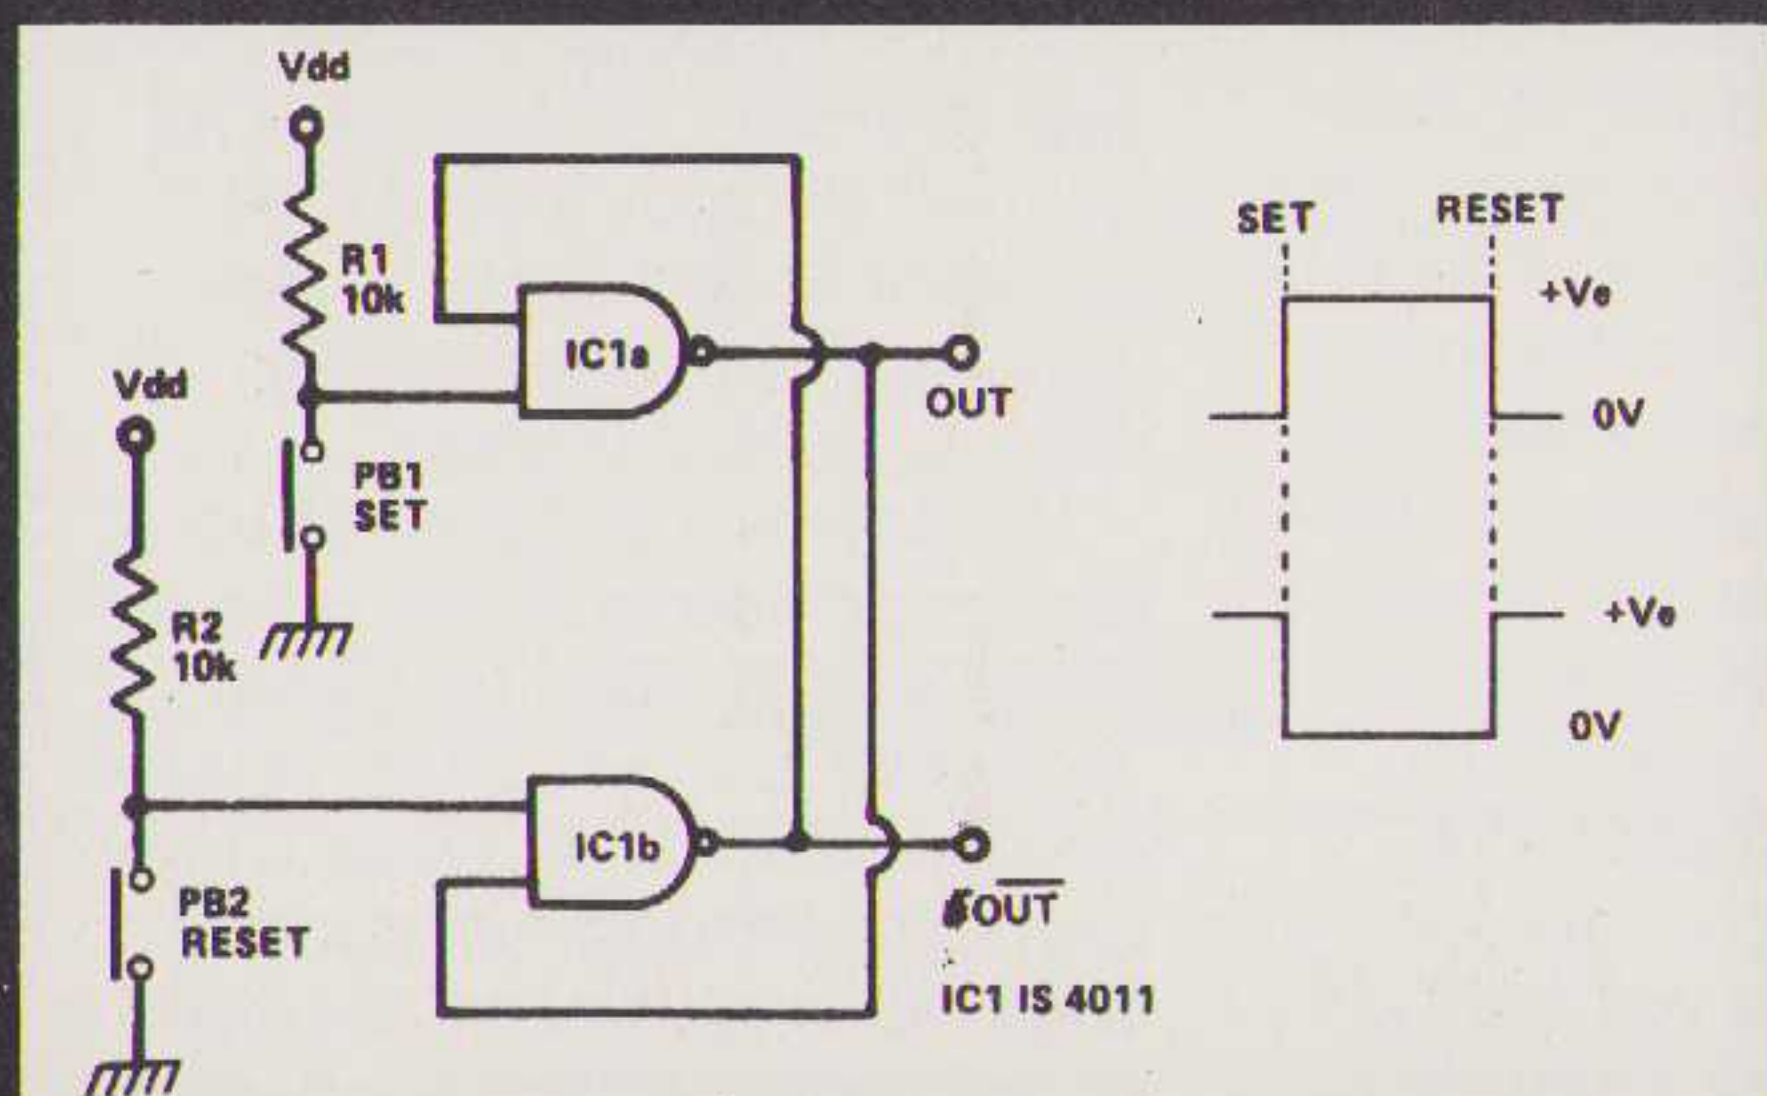 Vdd
R1
10k
IC1a
OUT
Vdd
PB1
SET
R2
10k
IC1b
PB2
RESET
OUT
IC1 IS 4011
SET
RESET
+Ve
0V
+Ve
0V